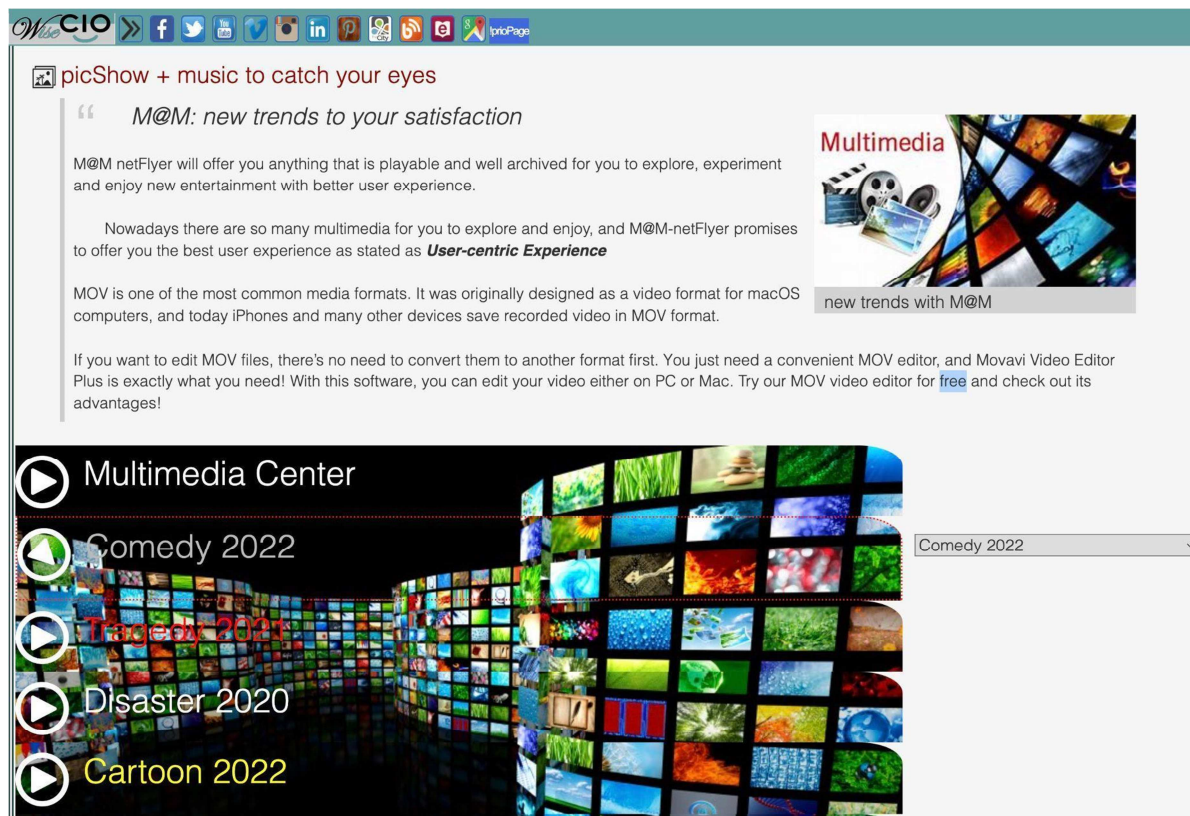 WiseCIO
You
Tube
in
City
!prioPage
picShow + music to catch your eyes
“ M@M: new trends to your satisfaction
M@M netFlyer will offer you anything that is playable and well archived for you to explore, experiment
and enjoy new entertainment with better user experience.
Nowadays there are so many multimedia for you to explore and enjoy, and M@M-netFlyer promises
to offer you the best user experience as stated as User-centric Experience
MOV is one of the most common media formats. It was originally designed as a video format for macOS
computers, and today iPhones and many other devices save recorded video in MOV format.
Multimedia
new trends with M@M
If you want to edit MOV files, there's no need to convert them to another format first. You just need a convenient MOV editor, and Movavi Video Editor
Plus is exactly what you need! With this software, you can edit your video either on PC or Mac. Try our MOV video editor for free and check out its
advantages!
Multimedia Center
Comedy 2022
Comedy 2022
Tragedy 2021
Disaster 2020
Cartoon 2022